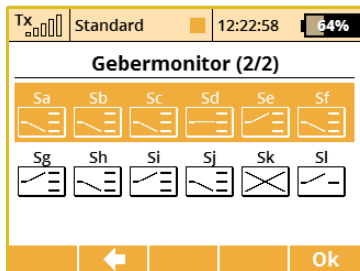 Tx Standard 12:22:58 64%
Gebermonitor (2/2)
Sa Sb Sc Sd Se Sf
Sg Sh Si Sj Sk Sl
Ok